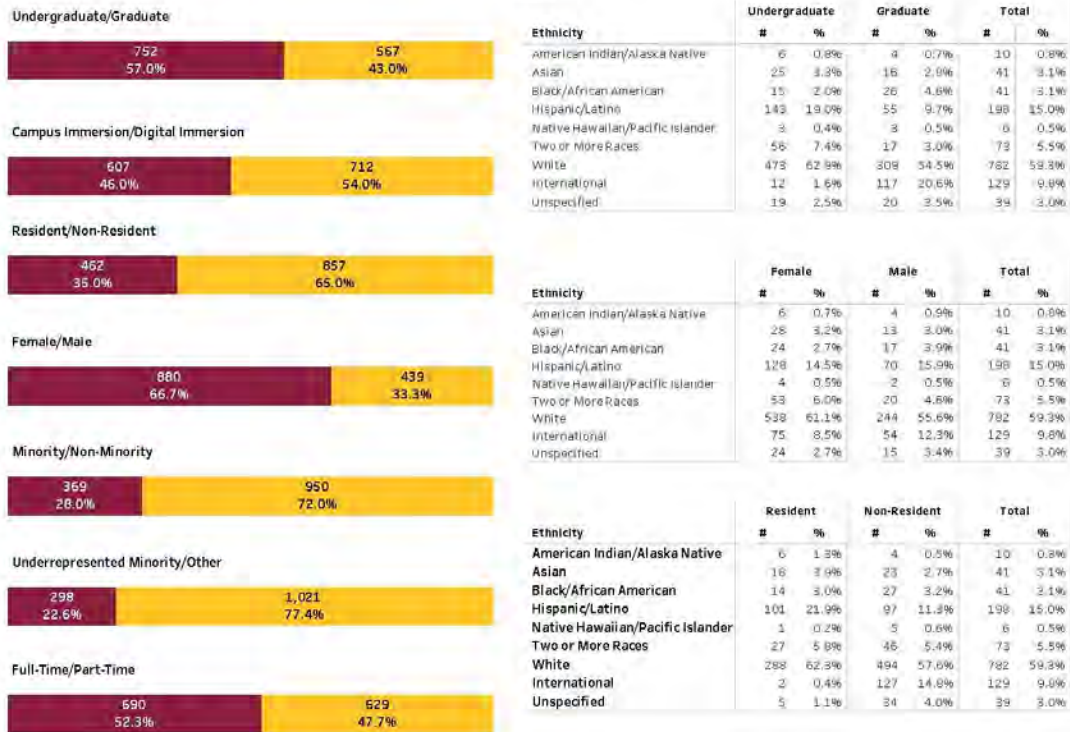 Undergraduate/Graduate
752 567
57.0% 43.0%
Campus Immersion/Digital Immersion
607 712
46.0% 54.0%
Resident/Non-Resident
462 857
35.0% 65.0%
Female/Male
880 439
66.7% 33.3%
Minority/Non-Minority
369 950
28.0% 72.0%
Underrepresented Minority/Other
298 1,021
22.6% 77.4%
Full-Time/Part-Time
690 629
52.3% 47.7%
Undergraduate Graduate Total
Ethnicity # % # % # %
American Indian/Alaska Native 6 0.8% 4 0.7% 10 0.8%
Asian 25 3.3% 16 2.8% 41 3.1%
Black/African American 15 2.0% 26 4.6% 41 3.1%
Hispanic/Latino 143 19.0% 55 9.7% 198 15.0%
Native Hawaiian/Pacific Islander 3 0.4% 3 0.5% 6 0.5%
Two or More Races 56 7.4% 17 3.0% 73 5.5%
White 473 62.9% 309 54.5% 782 59.3%
International 12 1.6% 117 20.6% 129 9.8%
Unspecified 19 2.5% 20 3.5% 39 3.0%
Female Male Total
Ethnicity # % # % # %
American Indian/Alaska Native 6 0.7% 4 0.9% 10 0.8%
Asian 28 3.2% 13 3.0% 41 3.1%
Black/African American 24 2.7% 17 3.9% 41 3.1%
Hispanic/Latino 128 14.5% 70 15.9% 198 15.0%
Native Hawaiian/Pacific Islander 4 0.5% 2 0.5% 6 0.5%
Two or More Races 53 6.0% 20 4.6% 73 5.5%
White 538 61.1% 244 55.6% 782 59.3%
International 75 8.5% 54 12.3% 129 9.8%
Unspecified 24 2.7% 15 3.4% 39 3.0%
Resident Non-Resident Total
Ethnicity # % # % # %
American Indian/Alaska Native 6 1.3% 4 0.5% 10 0.8%
Asian 18 3.9% 23 2.7% 41 3.1%
Black/African American 14 3.0% 27 3.2% 41 3.1%
Hispanic/Latino 101 21.9% 97 11.3% 198 15.0%
Native Hawaiian/Pacific Islander 1 0.2% 5 0.6% 6 0.5%
Two or More Races 27 5.8% 46 5.4% 73 5.5%
White 288 62.3% 494 57.6% 782 59.3%
International 2 0.4% 127 14.8% 129 9.8%
Unspecified 5 1.1% 34 4.0% 39 3.0%